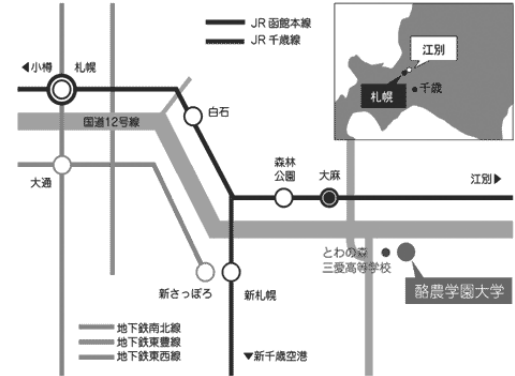 JR函館本線
JR千歳線
江別
札幌
千歳
◀小樽
札幌
国道12号線
白石
大通
森林
公園
大麻
江別▶
とわの森
三愛高等学校
酪農学園大学
新さっぽろ
新札幌
地下鉄南北線
地下鉄東豊線
地下鉄東西線
▼新千歳空港